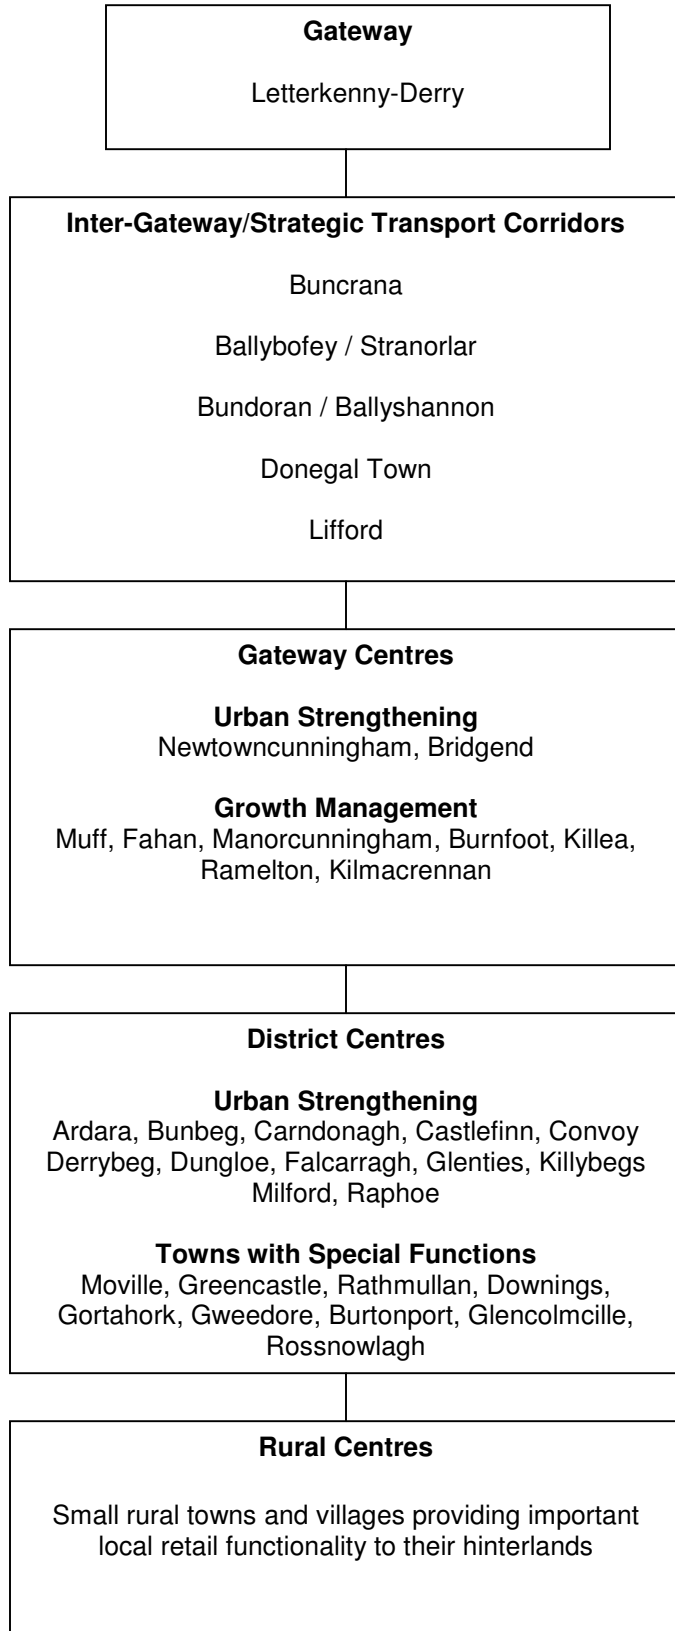 Gateway
Letterkenny-Derry
Inter-Gateway/Strategic Transport Corridors
Buncrana
Ballybofey / Stranorlar
Bundoran / Ballyshannon
Donegal Town
Lifford
Gateway Centres
Urban Strengthening
Newtowncunningham, Bridgend
Growth Management
Muff, Fahan, Manorcunningham, Burnfoot, Killea,
Ramelton, Kilmacrennan
District Centres
Urban Strengthening
Ardara, Bunbeg, Carndonagh, Castlefinn, Convoy
Derrybeg, Dungloe, Falcarragh, Glenties, Killybegs
Milford, Raphoe
Towns with Special Functions
Moville, Greencastle, Rathmullan, Downings,
Gortahork, Gweedore, Burtonport, Glencolmcille,
Rossnowlagh
Rural Centres
Small rural towns and villages providing important
local retail functionality to their hinterlands